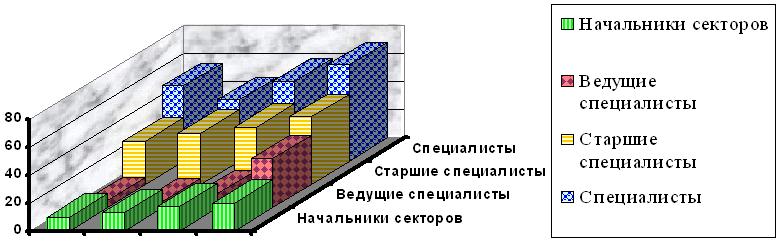 80
60
40
20
0
Специалисты
Старшие специалисты
Ведущие специалисты
Начальники секторов
Начальники секторов
Ведущие
специалисты
Старшие
специалисты
Специалисты